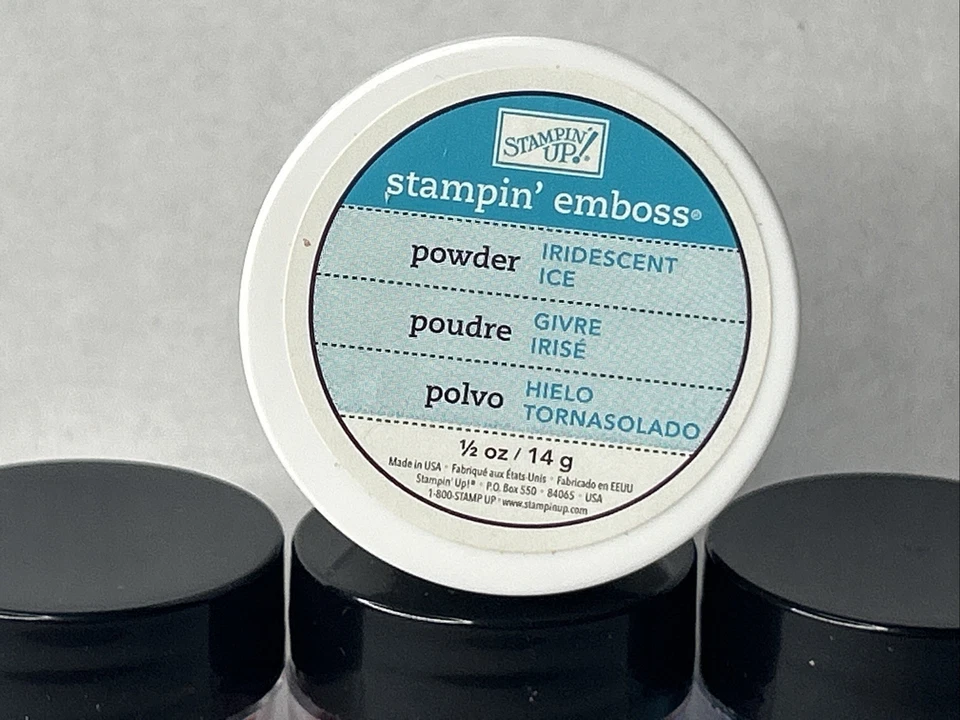 STAMPIN'
UP!
stampin' emboss®
powder IRIDESCENT
ICE
poudre GIVRE
IRISÉ
polvo HIELO
TORNASOLADO
½ oz / 14 g
Made in USA • Fabriqué aux États-Unis • Fabricado en EEUU
Stampin' Up!® • P.O. Box 550 • 84065 • USA
1-800-STAMP UP • www.stampinup.com